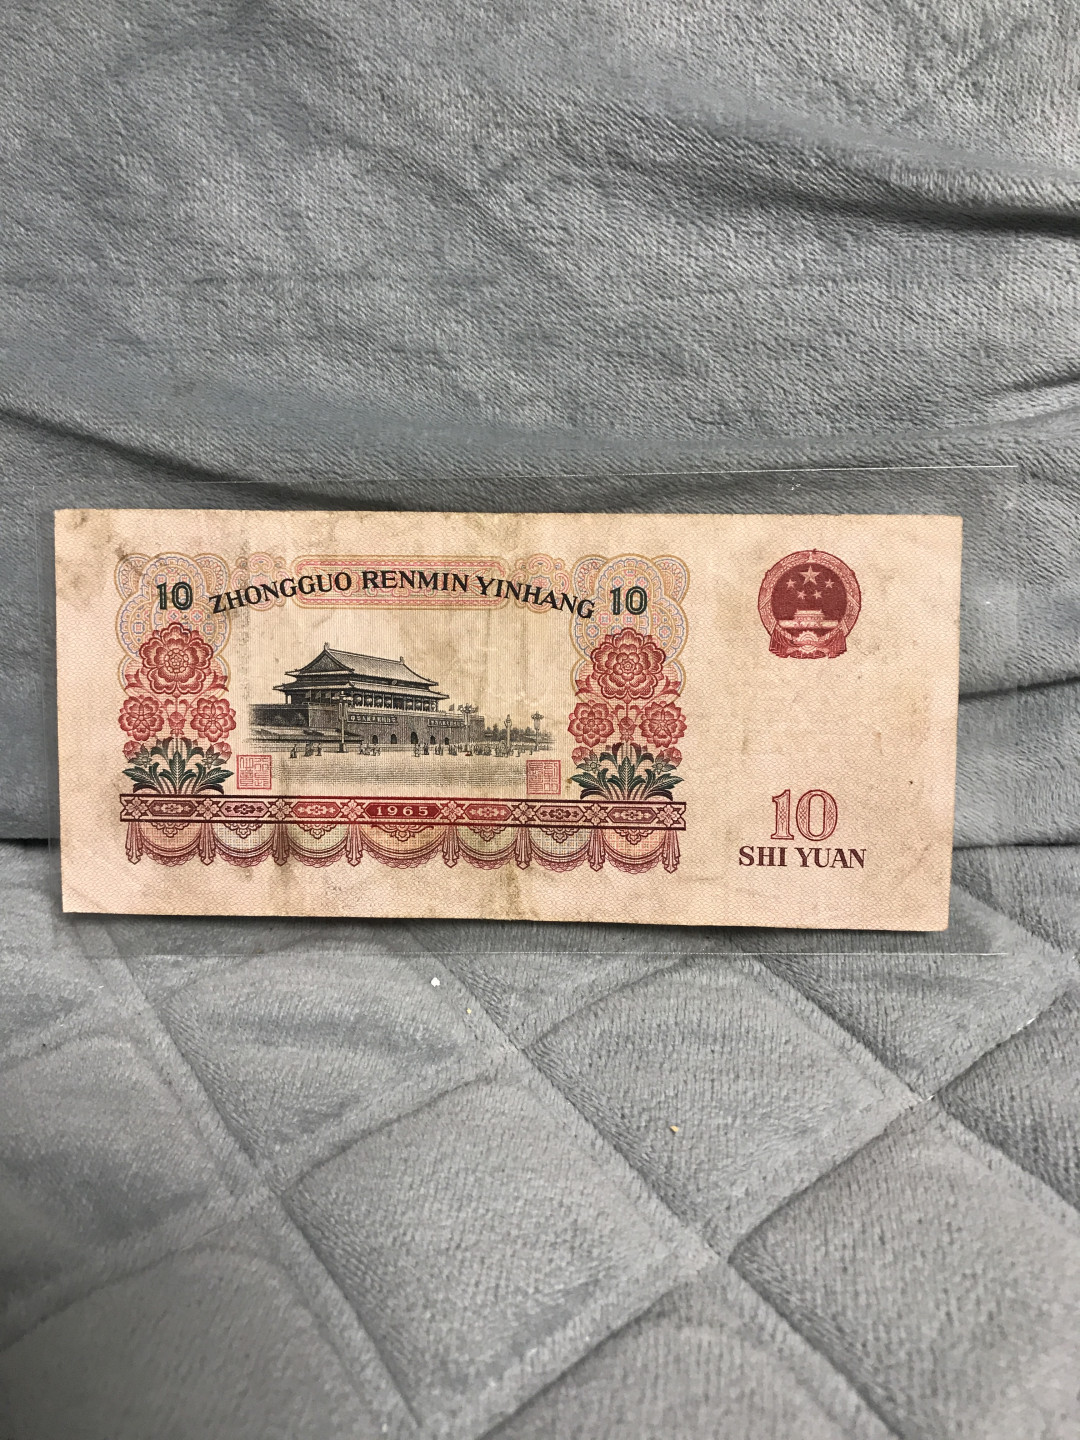 10 ZHONGGUO RENMIN YINHANG 10
1965
10
SHI YUAN